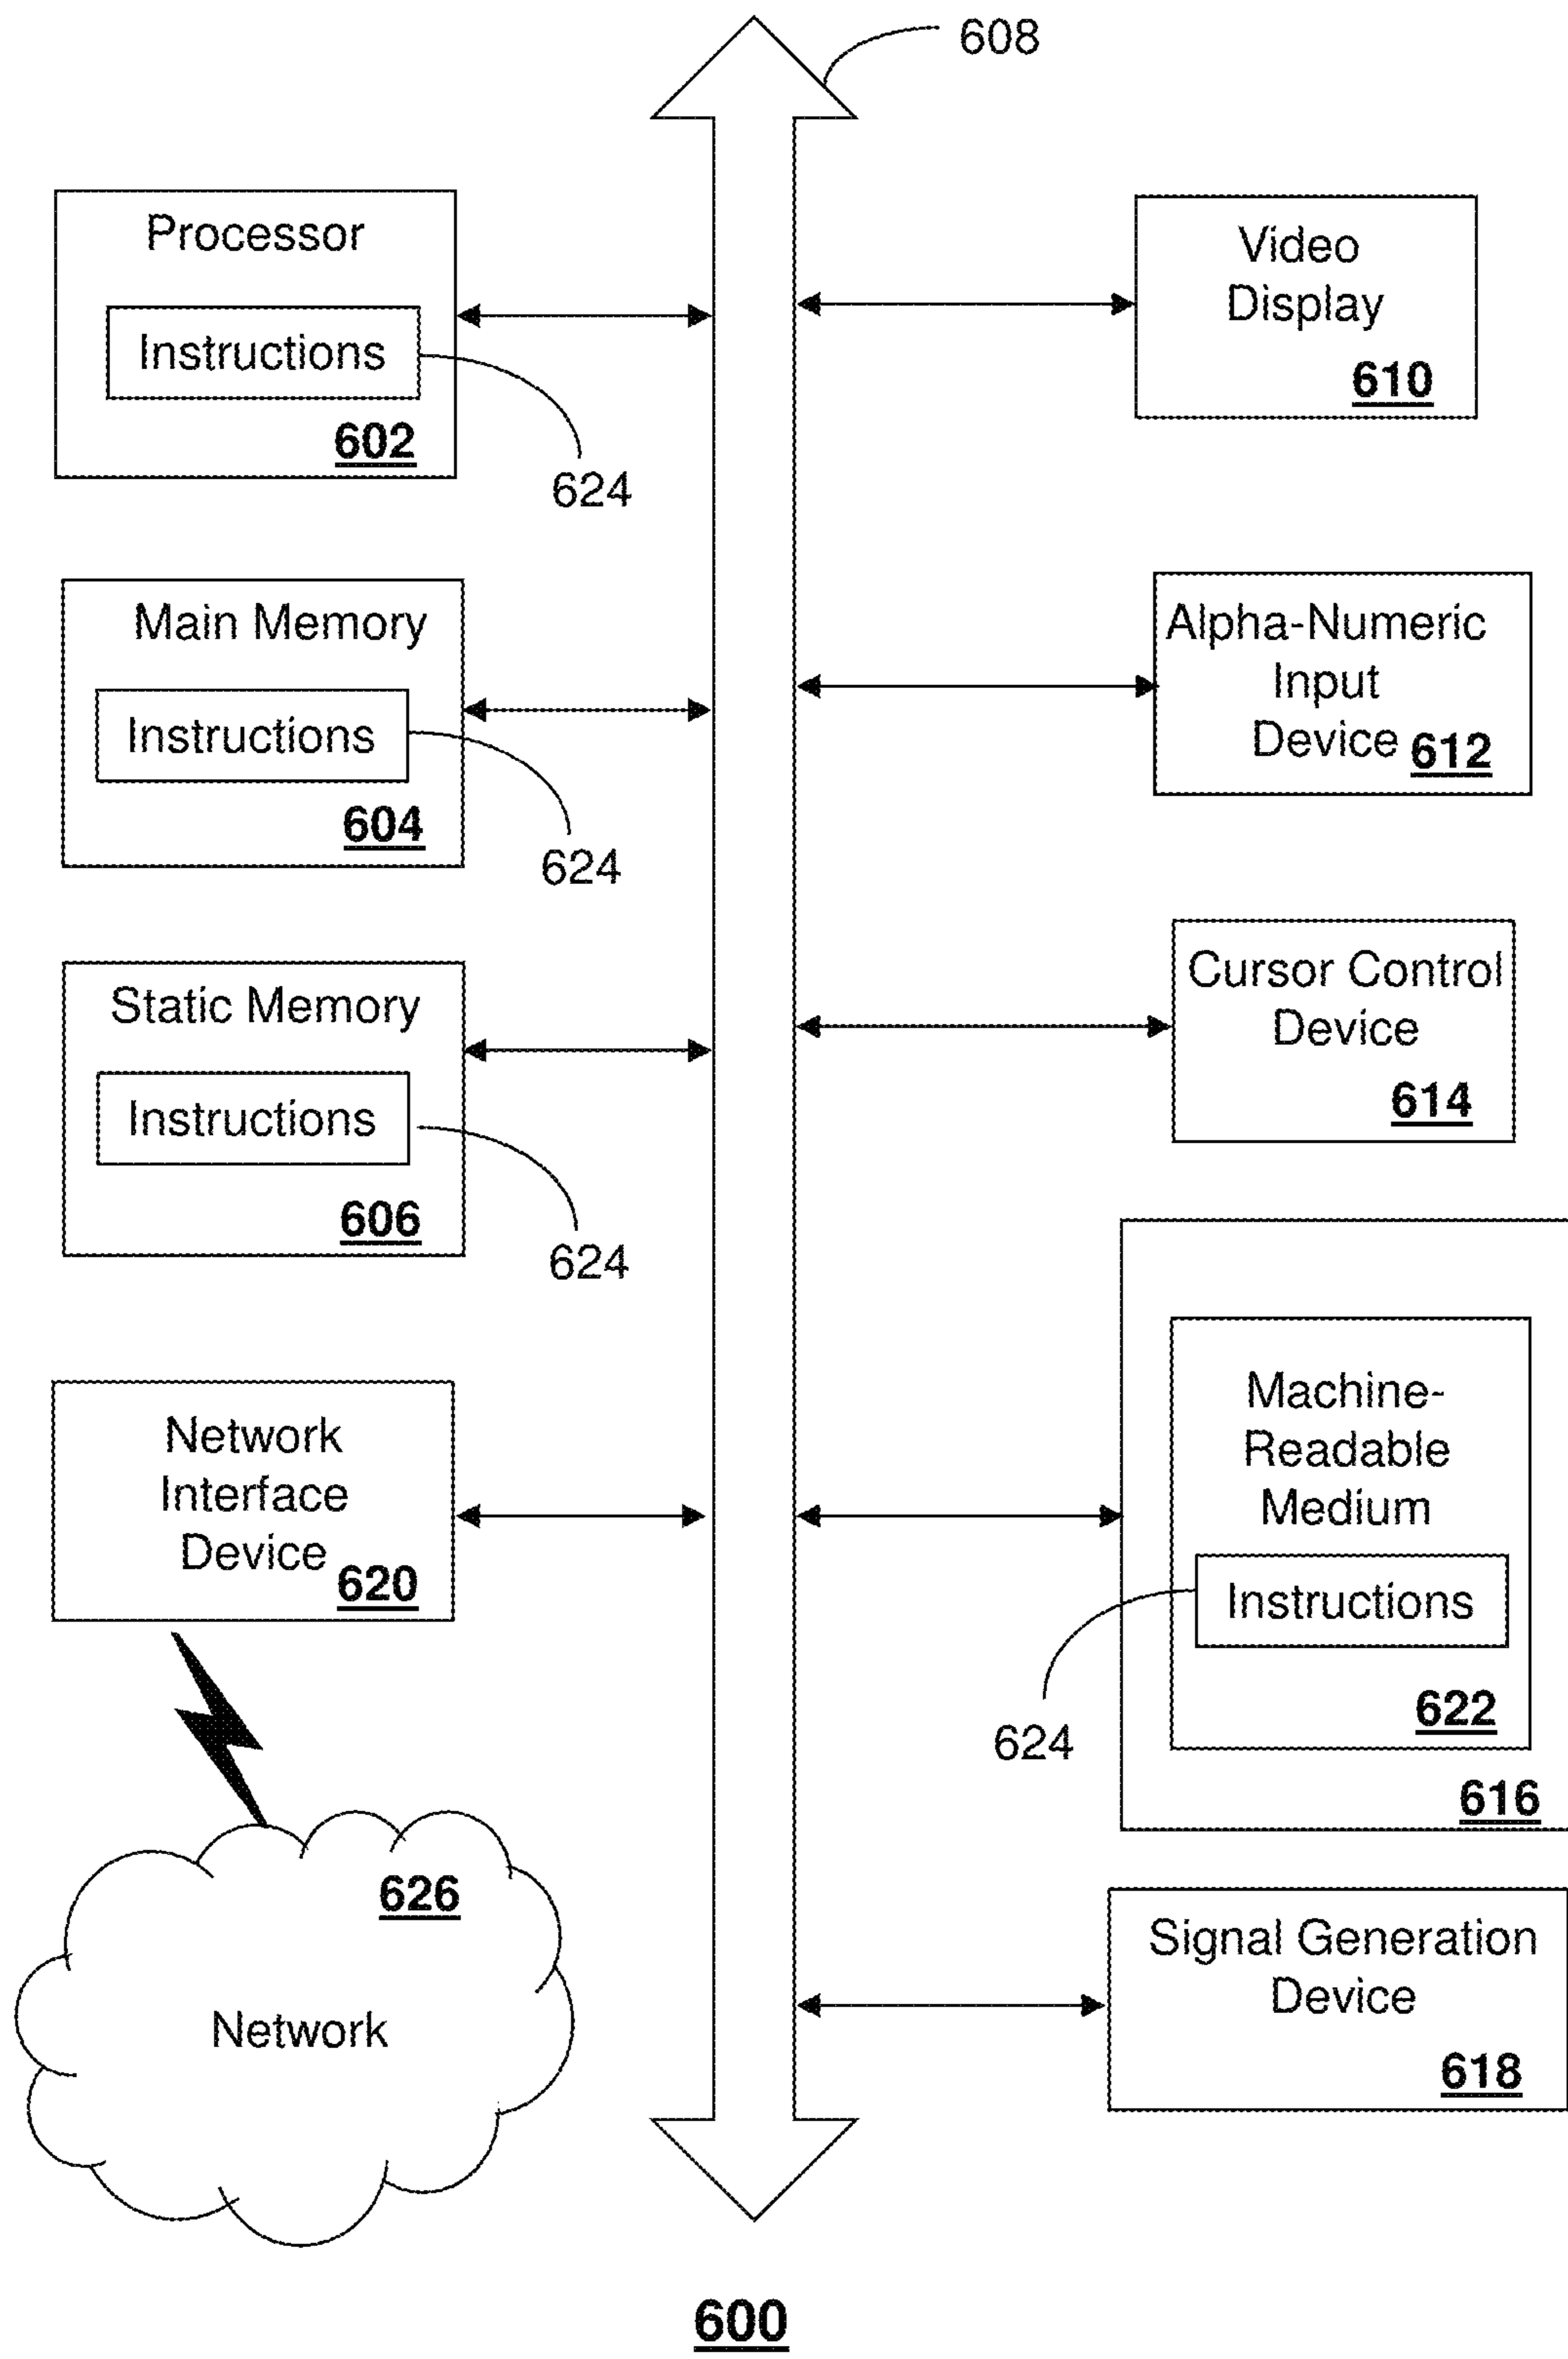 608
Processor
Instructions
602
624
Main Memory
Instructions
604
624
Static Memory
Instructions
606
624
Network
Interface
Device
620
626
Network
Video
Display
610
Alpha-Numeric
Input
Device
612
Cursor Control
Device
614
Machine-
Readable
Medium
Instructions
624
622
616
Signal Generation
Device
618
600